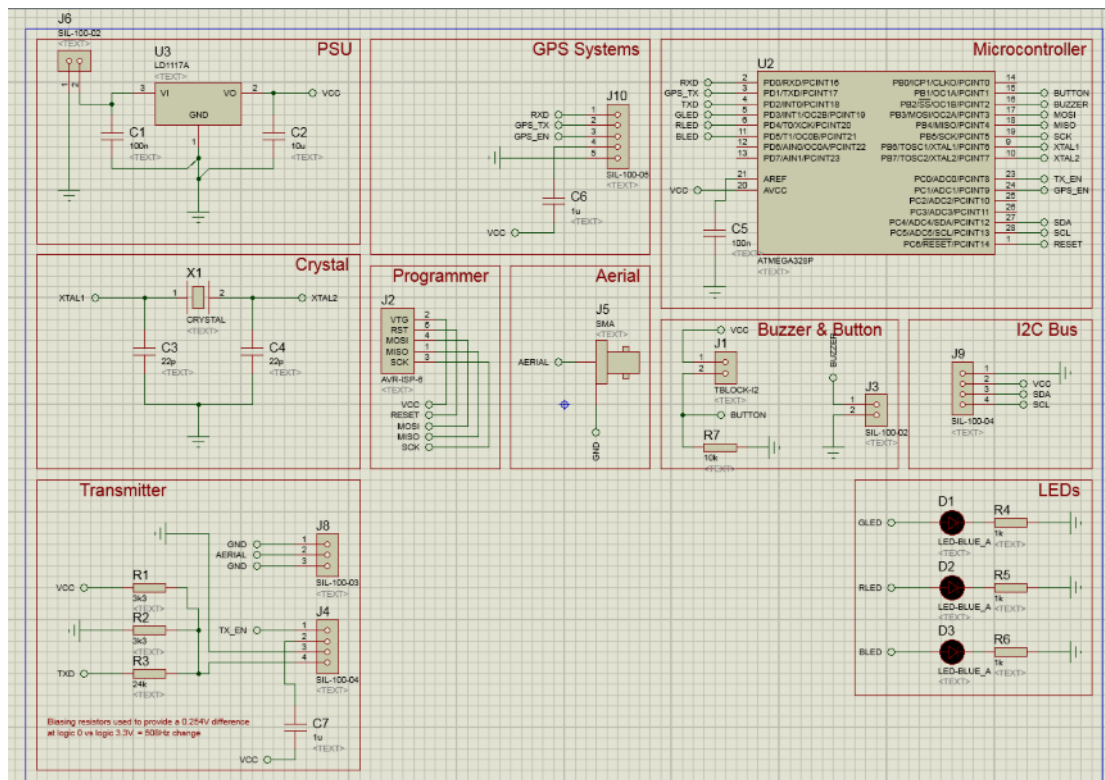 J6
SIL-100-02
<TEXT>
1
2
PSU
U3
LD1117A
<TEXT>
3
VI
VO
2
VCC
GND
1
C1
100n
<TEXT>
C2
10u
<TEXT>
GPS Systems
J10
RXD
GPS_TX
GPS_EN
1
2
3
4
5
SIL-100-05
<TEXT>
C6
1u
<TEXT>
VCC
Microcontroller
U2
RXD 2 PD0/RXD/PCINT16
GPS_TX 3 PD1/TXD/PCINT17
TXD 4 PD2/INT0/PCINT18
GLED 5 PD3/INT1/OC2B/PCINT19
RLED 6 PD4/T0/XCK/PCINT20
BLED 11 PD5/T1/OC0B/PCINT21
12 PD6/AIN0/OC0A/PCINT22
13 PD7/AIN1/PCINT23
21 AREF
VCC 20 AVCC
PB0/ICP1/CLKO/PCINT0 14
PB1/OC1A/PCINT1 15 BUTTON
PB2/SS/OC1B/PCINT2 16 BUZZER
PB3/MOSI/OC2A/PCINT3 17 MOSI
PB4/MISO/PCINT4 18 MISO
PB5/SCK/PCINT5 19 SCK
PB6/TOSC1/XTAL1/PCINT6 9 XTAL1
PB7/TOSC2/XTAL2/PCINT7 10 XTAL2
PC0/ADC0/PCINT8 23 TX_EN
PC1/ADC1/PCINT9 24 GPS_EN
PC2/ADC2/PCINT10 25
PC3/ADC3/PCINT11 26
PC4/ADC4/SDA/PCINT12 27 SDA
PC5/ADC5/SCL/PCINT13 28 SCL
PC6/RESET/PCINT14 1 RESET
C5
100n
<TEXT>
ATMEGA328P
<TEXT>
Crystal
X1
XTAL1
1
2
XTAL2
CRYSTAL
<TEXT>
C3
22p
<TEXT>
C4
22p
<TEXT>
Programmer
J2
VTG 2
RST 5
MOSI 4
MISO 1
SCK 3
AVR-ISP-6
<TEXT>
VCC
RESET
MOSI
MISO
SCK
Aerial
J5
SMA
<TEXT>
AERIAL
GND
Buzzer & Button
VCC
J1
1
2
TBLOCK-I2
<TEXT>
BUTTON
R7
10k
<TEXT>
BUZZER
J3
1
2
SIL-100-02
<TEXT>
I2C Bus
J9
1
2 VCC
3 SDA
4 SCL
SIL-100-04
<TEXT>
Transmitter
J8
GND 1
AERIAL 2
GND 3
SIL-100-03
<TEXT>
VCC
R1
3k3
<TEXT>
R2
3k3
<TEXT>
TXD
R3
24k
<TEXT>
J4
TX_EN 1
2
3
4
SIL-100-04
<TEXT>
C7
1u
<TEXT>
VCC
Biasing resistors used to provide a 0.254V difference
at logic 0 vs logic 3.3V. = 508Hz change
LEDs
D1
GLED
LED-BLUE_A
<TEXT>
R4
1k
<TEXT>
D2
RLED
LED-BLUE_A
<TEXT>
R5
1k
<TEXT>
D3
BLED
LED-BLUE_A
<TEXT>
R6
1k
<TEXT>